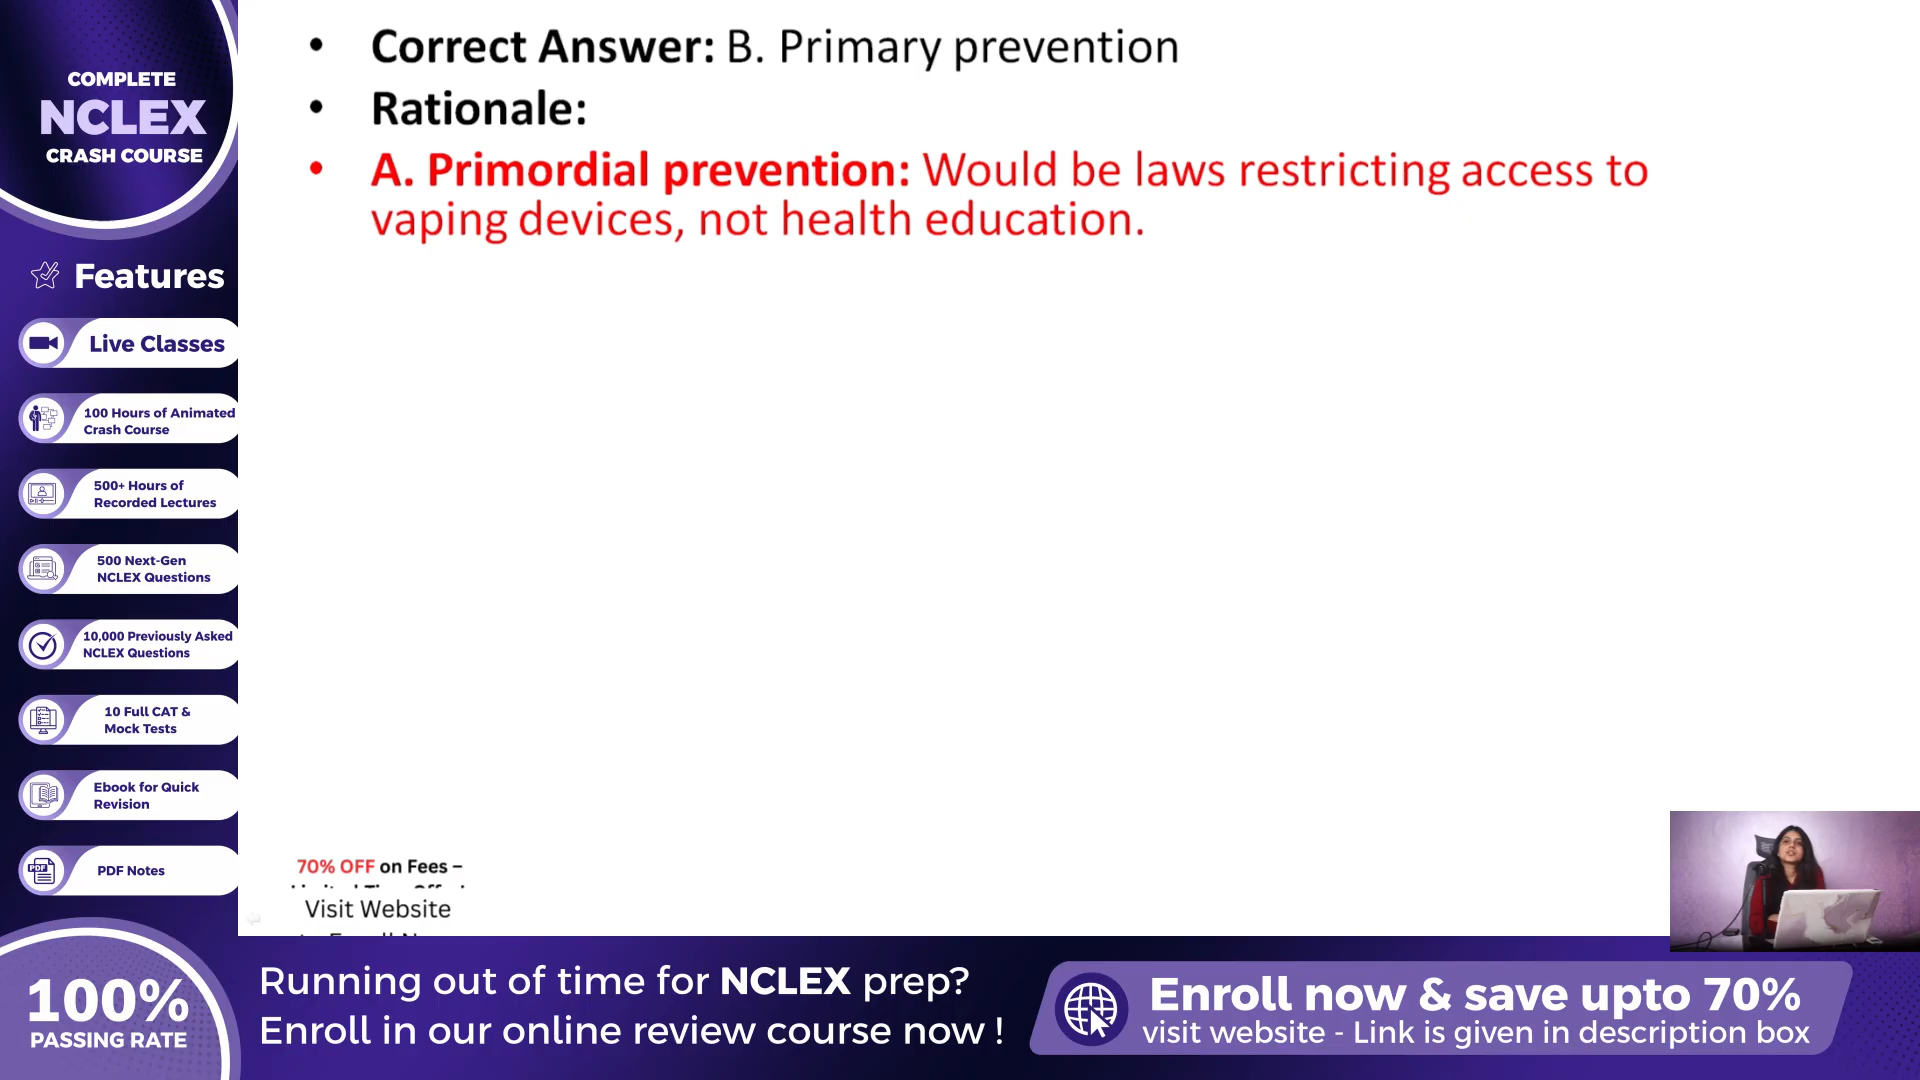 COMPLETE
NCLEX
CRASH COURSE
Features
Live Classes
100 Hours of Animated
Crash Course
500+ Hours of
Recorded Lectures
500 Next-Gen
NCLEX Questions
10,000 Previously Asked
NCLEX Questions
10 Full CAT &
Mock Tests
Ebook for Quick
Revision
PDF
PDF Notes
100%
PASSING RATE
• Correct Answer: B. Primary prevention
• Rationale:
• A. Primordial prevention: Would be laws restricting access to
vaping devices, not health education.
70% OFF on Fees –
Visit Website
Running out of time for NCLEX prep?
Enroll in our online review course now !
Enroll now & save upto 70%
visit website - Link is given in description box